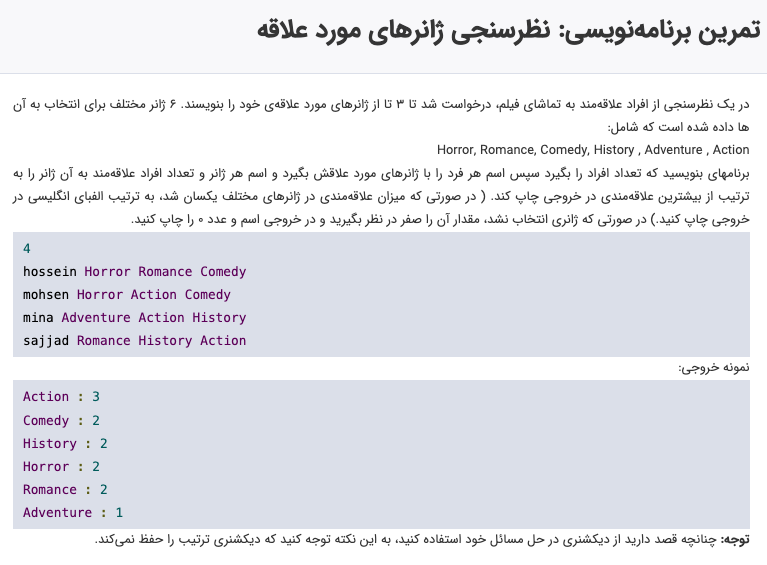 تمرین برنامه‌نویسی: نظرسنجی ژانرهای مورد علاقه
در یک نظرسنجی از افراد علاقه‌مند به تماشای فیلم، درخواست شد تا ۳ تا از ژانرهای مورد علاقه‌ی خود را بنویسند. ۶ ژانر مختلف برای انتخاب به آن
ها داده شده است که شامل:
Horror, Romance, Comedy, History , Adventure , Action
برنامهای بنویسید که تعداد افراد را بگیرد سپس اسم هر فرد را با ژانرهای مورد علاقش بگیرد و اسم هر ژانر و تعداد افراد علاقه‌مند به آن ژانر را به
ترتیب از بیشترین علاقه‌مندی در خروجی چاپ کند. ( در صورتی که میزان علاقه‌مندی در ژانرهای مختلف یکسان شد، به ترتیب الفبای انگلیسی در
خروجی چاپ کنید.) در صورتی که ژانری انتخاب نشد، مقدار آن را صفر در نظر بگیرید و در خروجی اسم و عدد ۰ را چاپ کنید.
4
hossein Horror Romance Comedy
mohsen Horror Action Comedy
mina Adventure Action History
sajjad Romance History Action
نمونه خروجی:
Action : 3
Comedy : 2
History : 2
Horror : 2
Romance : 2
Adventure : 1
توجه: چنانچه قصد دارید از دیکشنری در حل مسائل خود استفاده کنید، به این نکته توجه کنید که دیکشنری ترتیب را حفظ نمی‌کند.